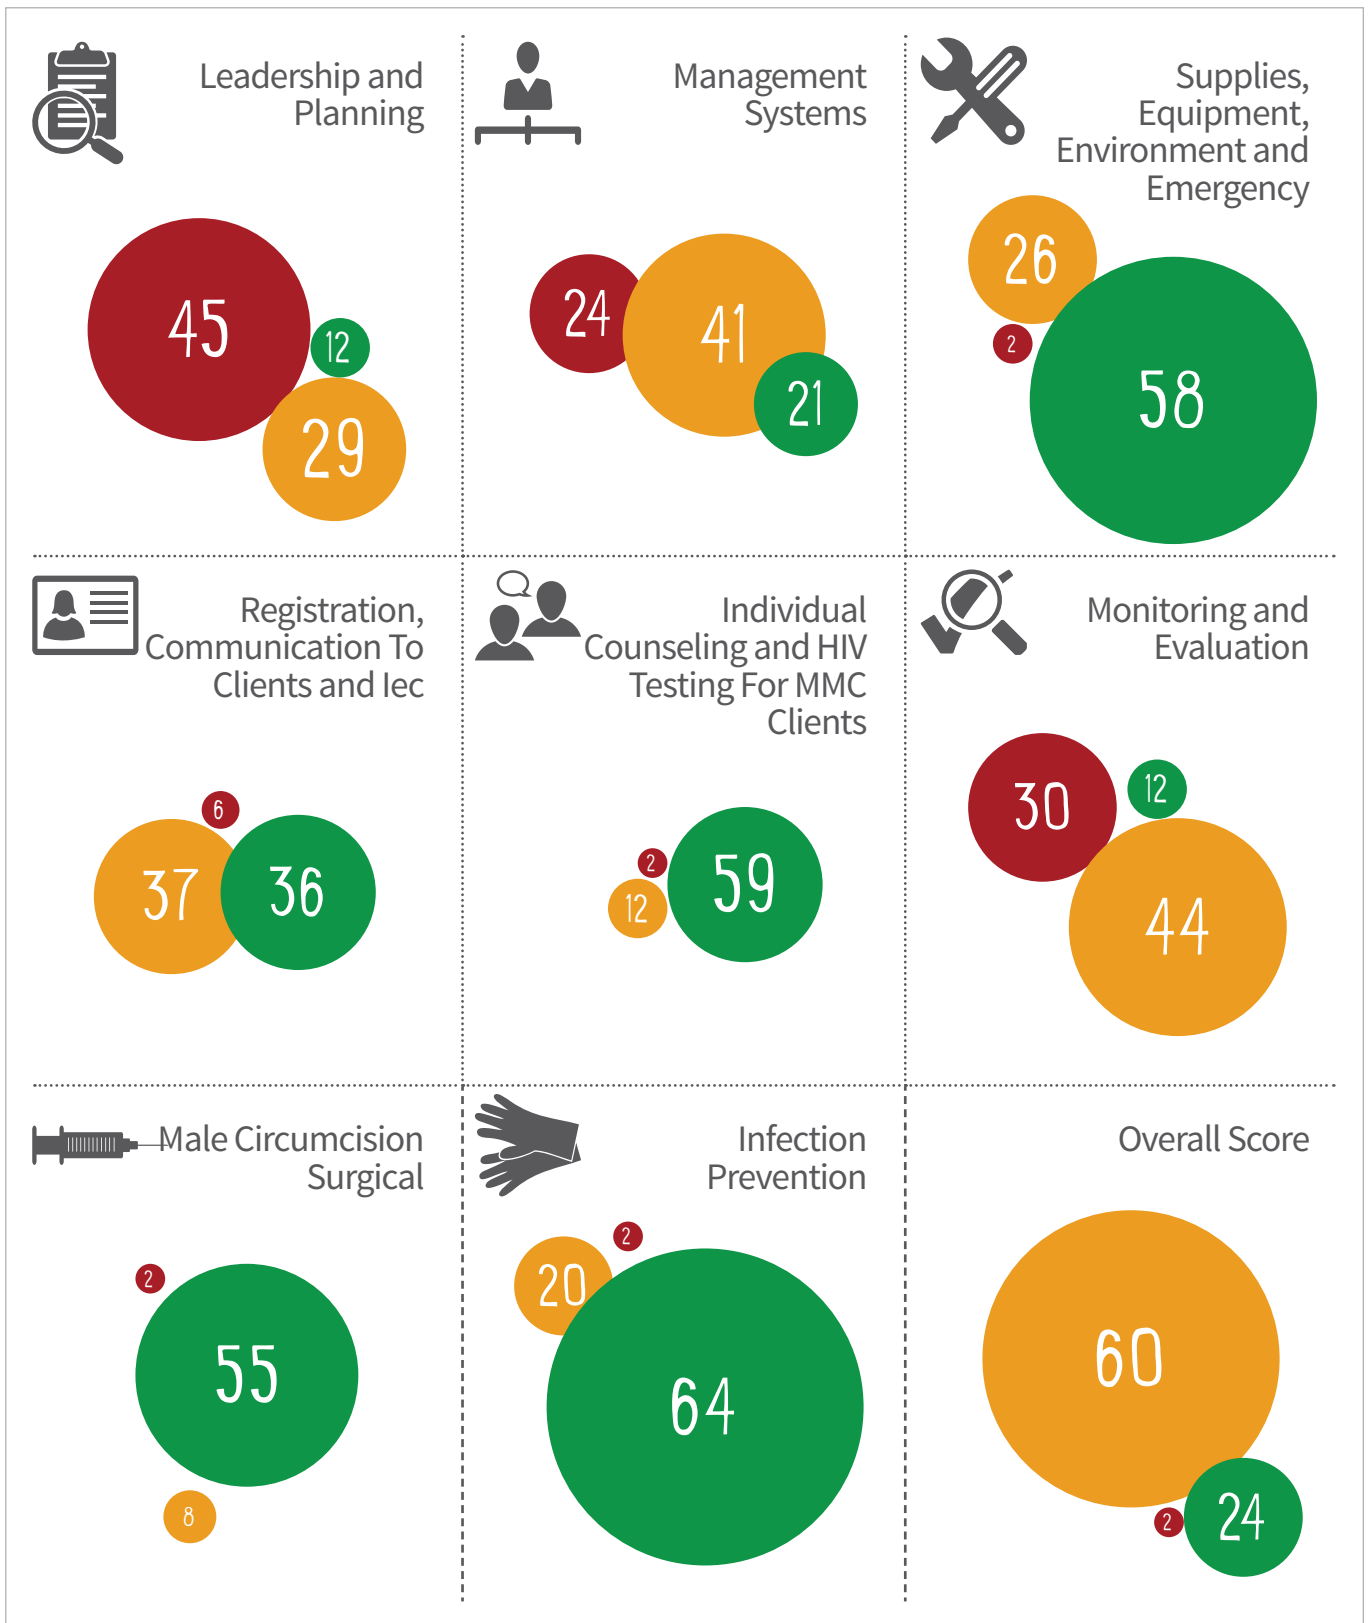 Leadership and
Planning
45
12
29
Management
Systems
24
41
21
Supplies,
Equipment,
Environment and
Emergency
26
2
58
Registration,
Communication To
Clients and Iec
6
37
36
Individual
Counseling and HIV
Testing For MMC
Clients
2
12
59
Monitoring and
Evaluation
30
12
44
Male Circumcision
Surgical
2
55
8
Infection
Prevention
2
20
64
Overall Score
60
2
24